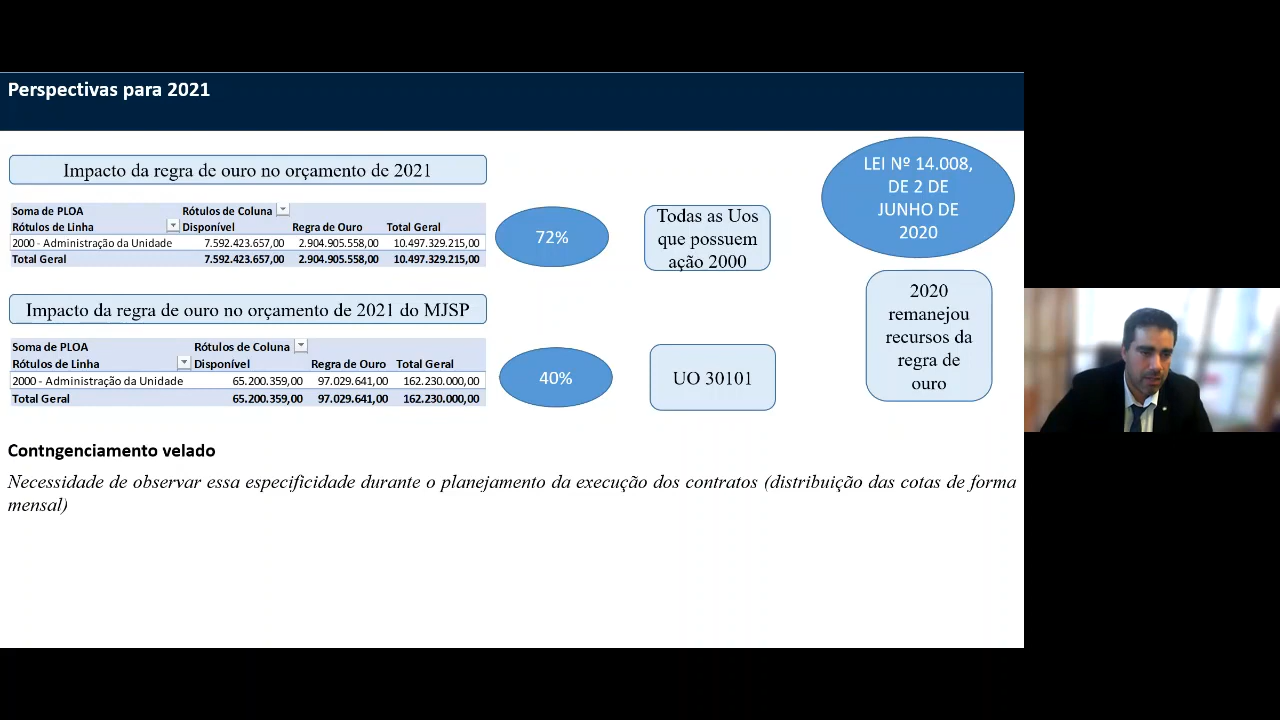 Perspectivas para 2021
Impacto da regra de ouro no orçamento de 2021
Soma de PLOA Rótulos de Coluna
Rótulos de Linha Disponível Regra de Ouro Total Geral
2000 - Administração da Unidade 7.592.423.657,00 2.904.905.558,00 10.497.329.215,00
Total Geral 7.592.423.657,00 2.904.905.558,00 10.497.329.215,00
72%
Todas as Uos
que possuem
ação 2000
LEI Nº 14.008,
DE 2 DE
JUNHO DE
2020
Impacto da regra de ouro no orçamento de 2021 do MJSP
Soma de PLOA Rótulos de Coluna
Rótulos de Linha Disponível Regra de Ouro Total Geral
2000 - Administração da Unidade 65.200.359,00 97.029.641,00 162.230.000,00
Total Geral 65.200.359,00 97.029.641,00 162.230.000,00
40%
UO 30101
2020
remanejou
recursos da
regra de
ouro
Contngenciamento velado
Necessidade de observar essa especificidade durante o planejamento da execução dos contratos (distribuição das cotas de forma
mensal)